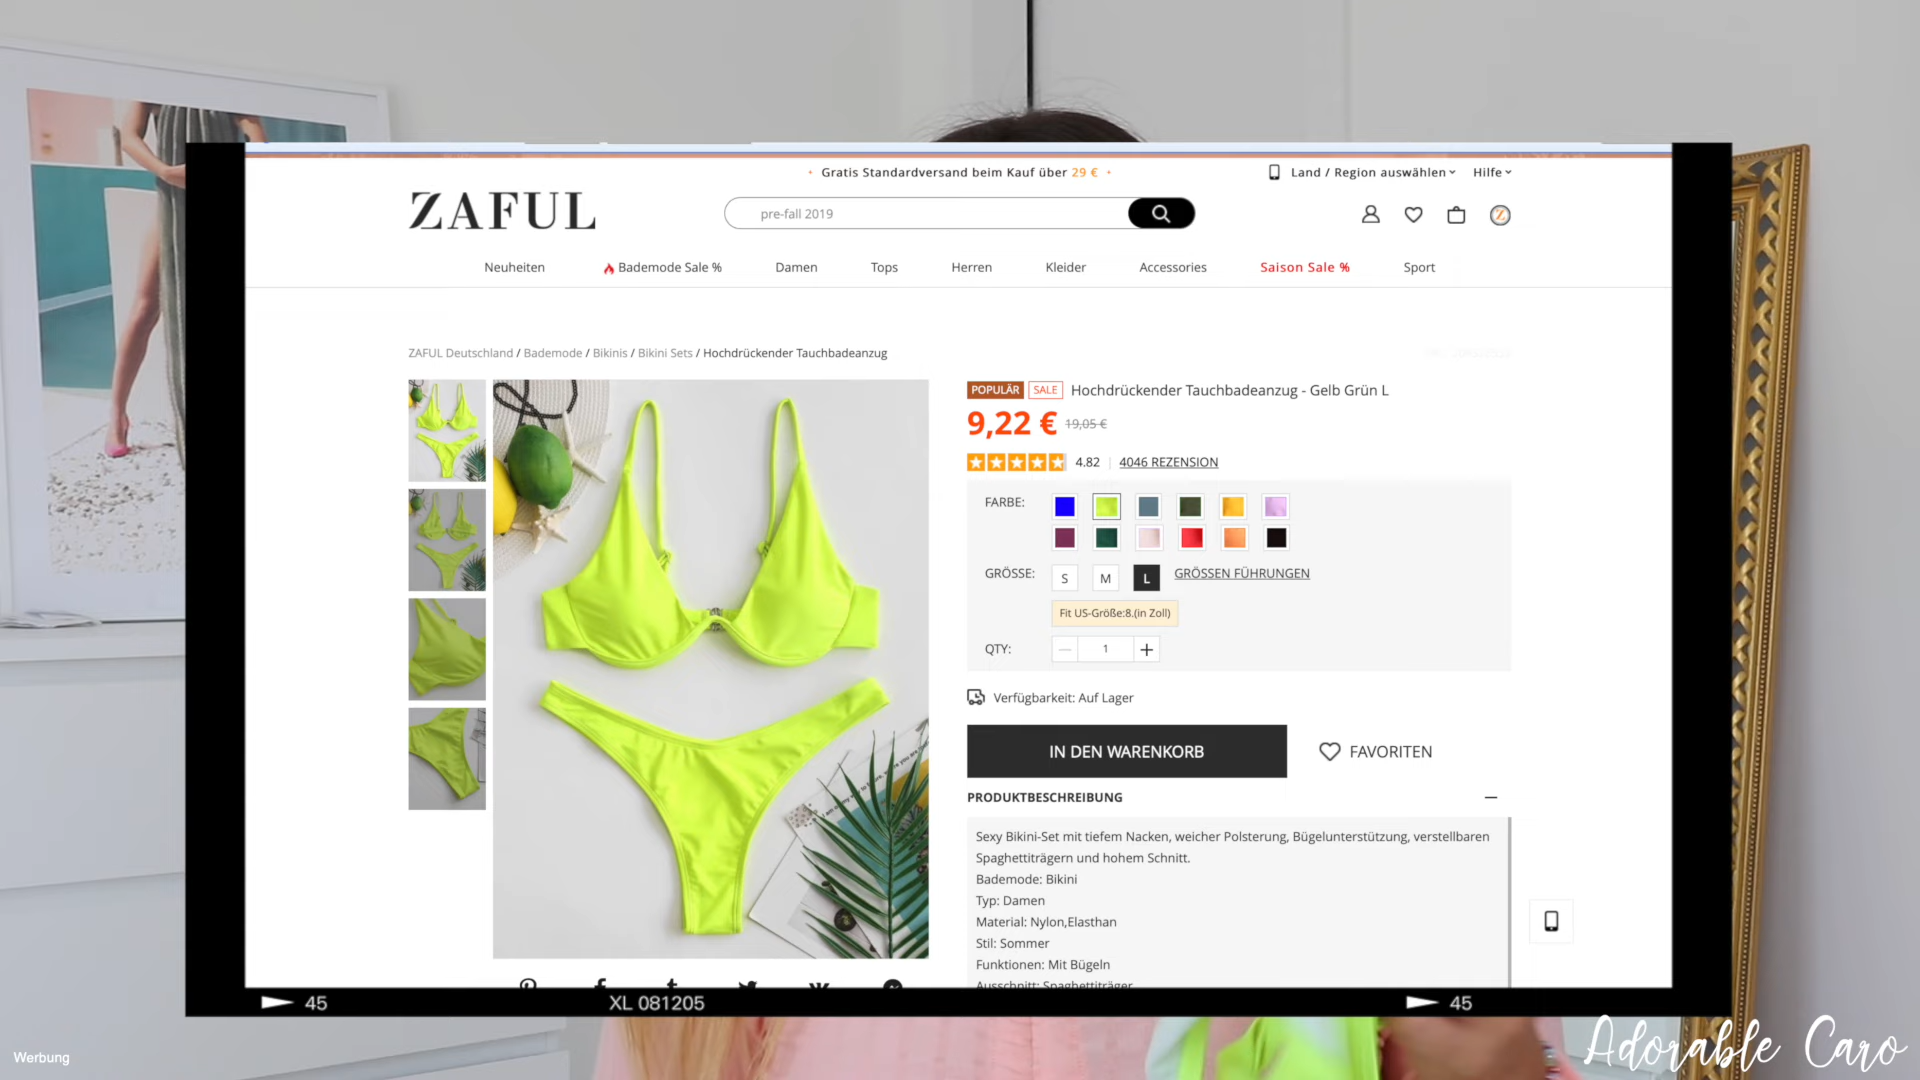 • Gratis Standardversand beim Kauf über 29 € •
Land / Region auswählen
Hilfe
ZAFUL
pre-fall 2019
Z
Neuheiten
Bademode Sale %
Damen
Tops
Herren
Kleider
Accessories
Saison Sale %
Sport
ZAFUL Deutschland / Bademode / Bikinis / Bikini Sets / Hochdrückender Tauchbadeanzug
POPULÄR SALE Hochdrückender Tauchbadeanzug - Gelb Grün L
9,22 € 19,05 €
4.82 | 4046 REZENSION
FARBE:
GRÖSSE: S M L GRÖSSEN FÜHRUNGEN
Fit US-Größe:8.(in Zoll)
QTY: — 1 +
Verfügbarkeit: Auf Lager
IN DEN WARENKORB
FAVORITEN
PRODUKTBESCHREIBUNG —
Sexy Bikini-Set mit tiefem Nacken, weicher Polsterung, Bügelunterstützung, verstellbaren
Spaghettiträgern und hohem Schnitt.
Bademode: Bikini
Typ: Damen
Material: Nylon,Elasthan
Stil: Sommer
Funktionen: Mit Bügeln
Ausschnitt: Spaghettiträger
45
XL 081205
45
Werbung
Adorable Caro